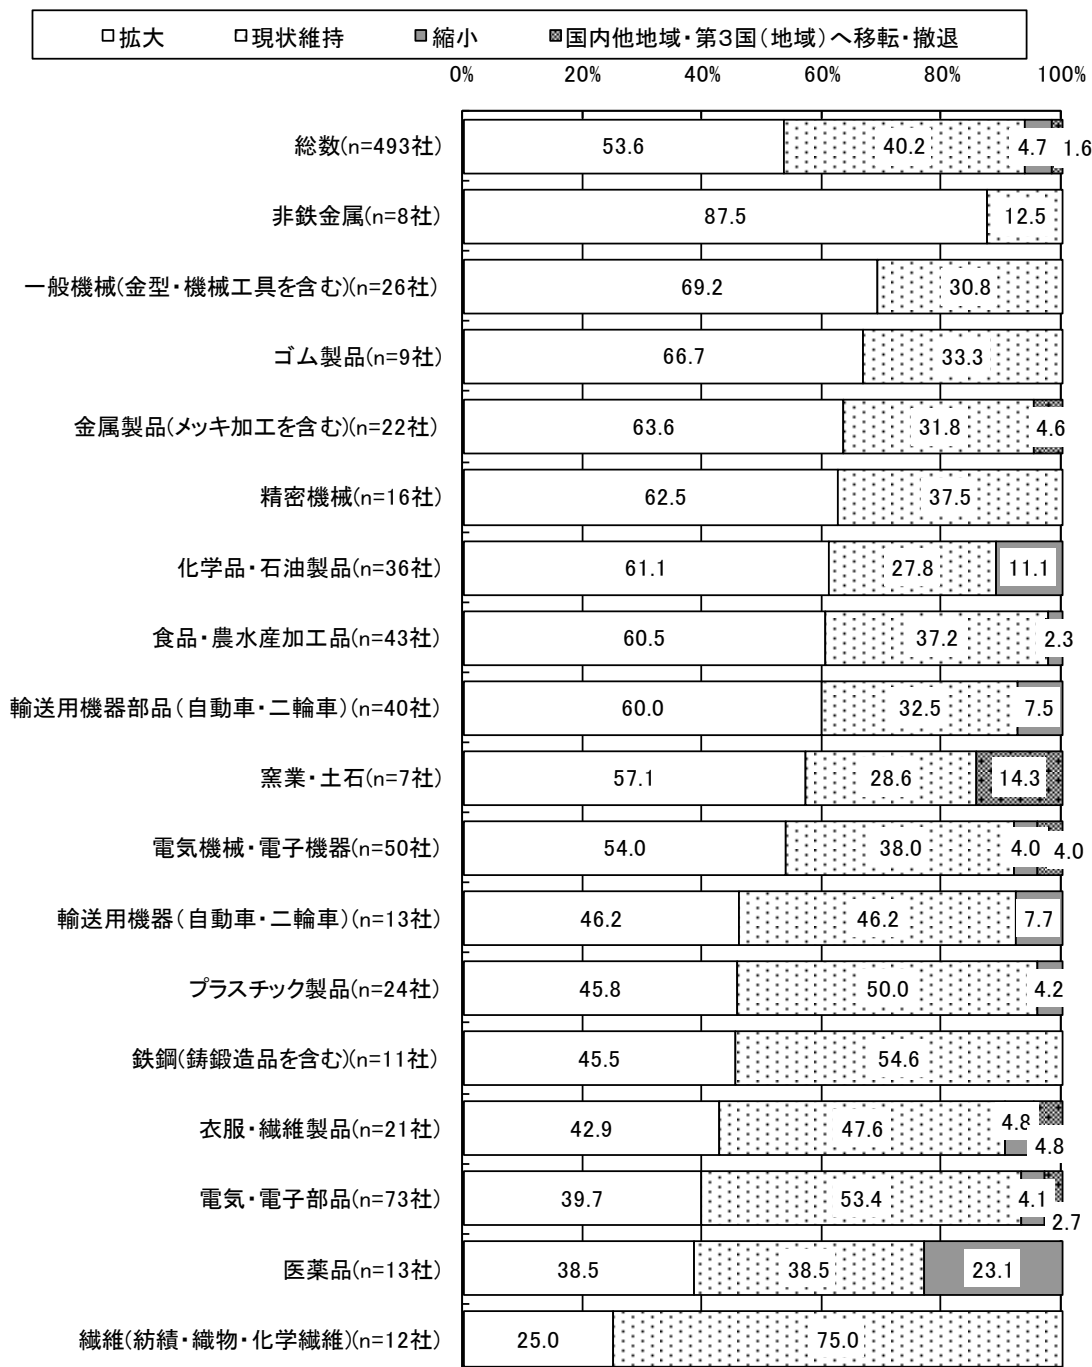 拡大 現状維持 縮小 国内他地域・第3国(地域)へ移転・撤退
0% 20% 40% 60% 80% 100%
総数(n=493社) 53.6 40.2 4.7 1.6
非鉄金属(n=8社) 87.5 12.5
一般機械(金型・機械工具を含む)(n=26社) 69.2 30.8
ゴム製品(n=9社) 66.7 33.3
金属製品(メッキ加工を含む)(n=22社) 63.6 31.8 4.6
精密機械(n=16社) 62.5 37.5
化学品・石油製品(n=36社) 61.1 27.8 11.1
食品・農水産加工品(n=43社) 60.5 37.2 2.3
輸送用機器部品(自動車・二輪車)(n=40社) 60.0 32.5 7.5
窯業・土石(n=7社) 57.1 28.6 14.3
電気機械・電子機器(n=50社) 54.0 38.0 4.0 4.0
輸送用機器(自動車・二輪車)(n=13社) 46.2 46.2 7.7
プラスチック製品(n=24社) 45.8 50.0 4.2
鉄鋼(鋳鍛造品を含む)(n=11社) 45.5 54.6
衣服・繊維製品(n=21社) 42.9 47.6 4.8 4.8
電気・電子部品(n=73社) 39.7 53.4 4.1 2.7
医薬品(n=13社) 38.5 38.5 23.1
繊維(紡績・織物・化学繊維)(n=12社) 25.0 75.0